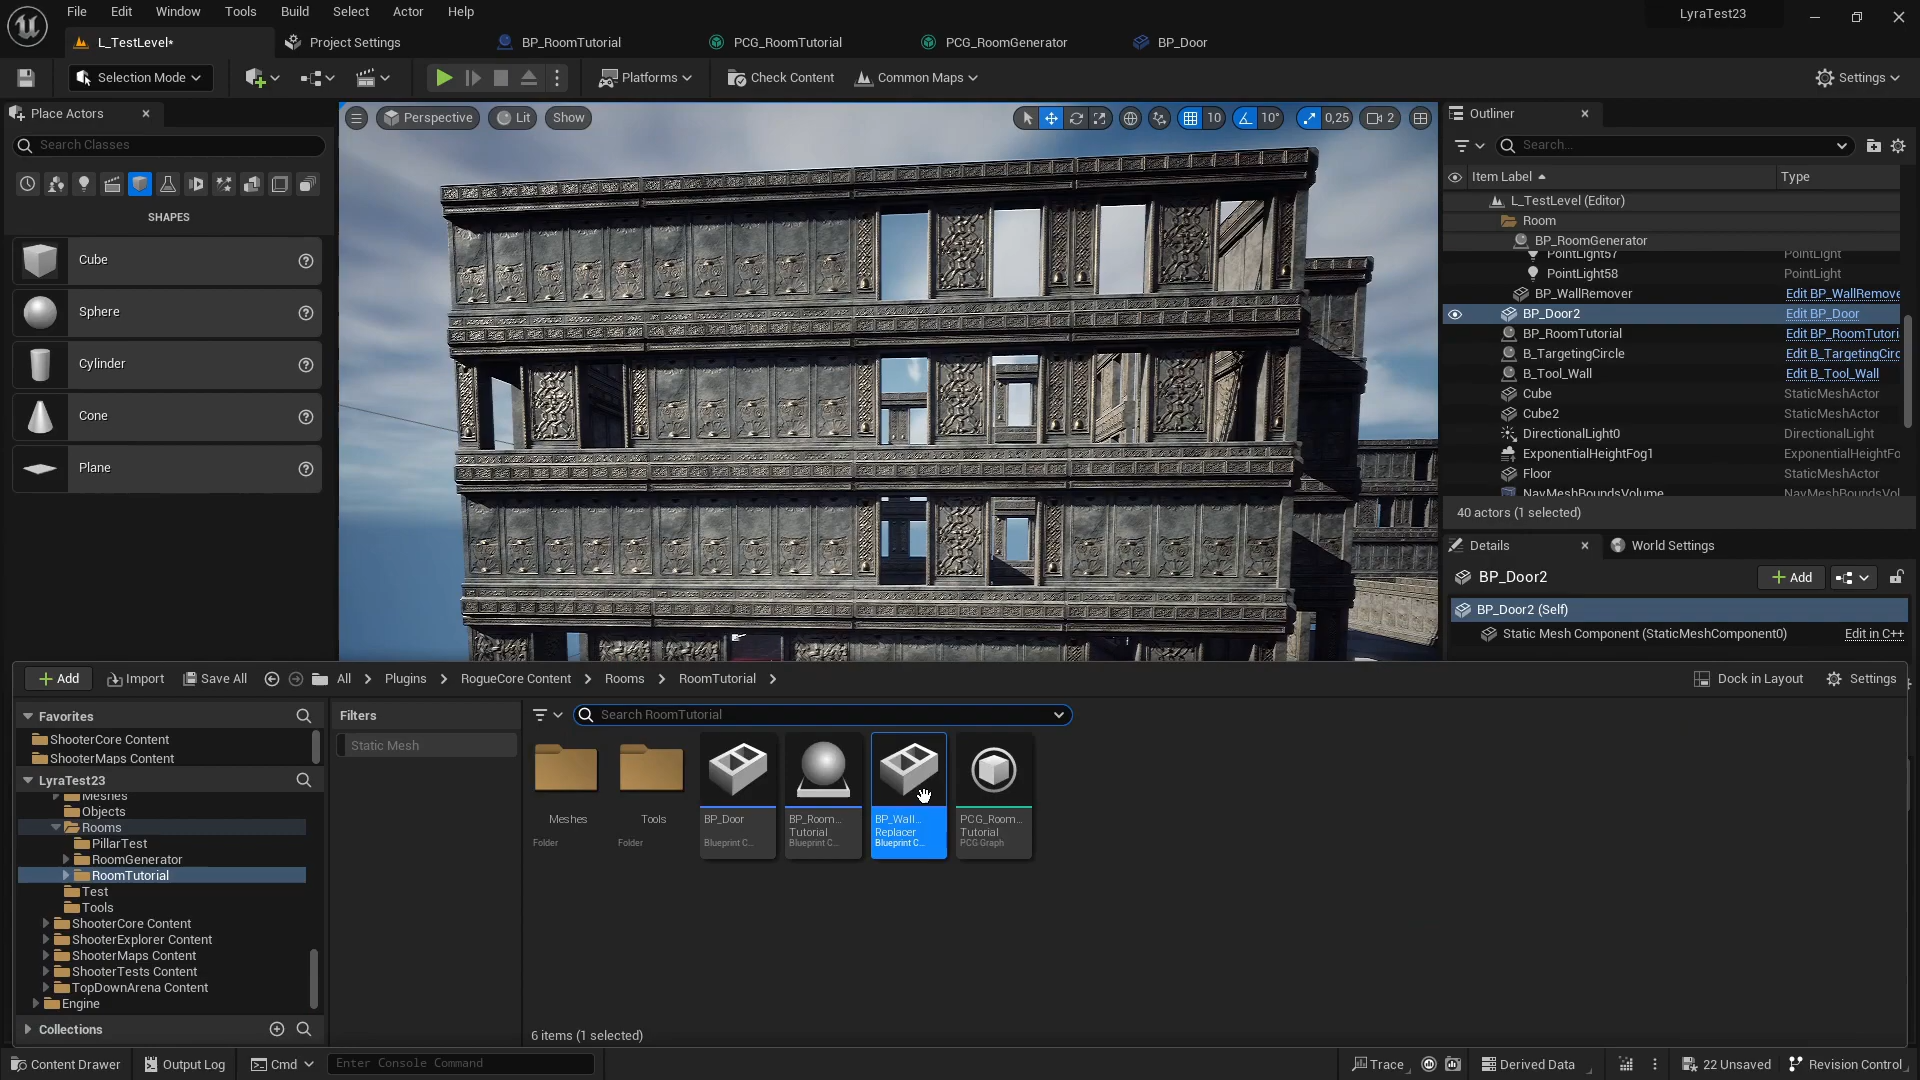 File Edit Window Tools Build Select Actor Help LyraTest23
L_TestLevel* Project Settings BP_RoomTutorial PCG_RoomTutorial PCG_RoomGenerator BP_Door
Selection Mode Platforms Check Content Common Maps Settings
Place Actors
Search Classes
SHAPES
Cube
Sphere
Cylinder
Cone
Plane
Perspective Lit Show 10 10° 0,25 2
Outliner
Search...
Item Label Type
L_TestLevel (Editor)
Room
BP_RoomGenerator
PointLight57 PointLight
PointLight58 PointLight
BP_WallRemover Edit BP_WallRemove
BP_Door2 Edit BP_Door
BP_RoomTutorial Edit BP_RoomTutori
B_TargetingCircle Edit B_TargetingCirc
B_Tool_Wall Edit B_Tool_Wall
Cube StaticMeshActor
Cube2 StaticMeshActor
DirectionalLight0 DirectionalLight
ExponentialHeightFog1 ExponentialHeightFo
Floor StaticMeshActor
NavMeshBoundsVolume NavMeshBoundsVol
40 actors (1 selected)
Details World Settings
BP_Door2 Add
BP_Door2 (Self)
Static Mesh Component (StaticMeshComponent0) Edit in C++
Add Import Save All All Plugins RogueCore Content Rooms RoomTutorial Dock in Layout Settings
Favorites
ShooterCore Content
ShooterMaps Content
LyraTest23
Meshes
Objects
Rooms
PillarTest
RoomGenerator
RoomTutorial
Test
Tools
ShooterCore Content
ShooterExplorer Content
ShooterMaps Content
ShooterTests Content
TopDownArena Content
Engine
Collections
Filters
Static Mesh
Search RoomTutorial
Meshes
Folder
Tools
Folder
BP_Door
Blueprint C...
BP_Room...
Tutorial
Blueprint C...
BP_Wall...
Replacer
Blueprint C...
PCG_Room...
Tutorial
PCG Graph
6 items (1 selected)
Content Drawer Output Log Cmd Enter Console Command Trace Derived Data 22 Unsaved Revision Control